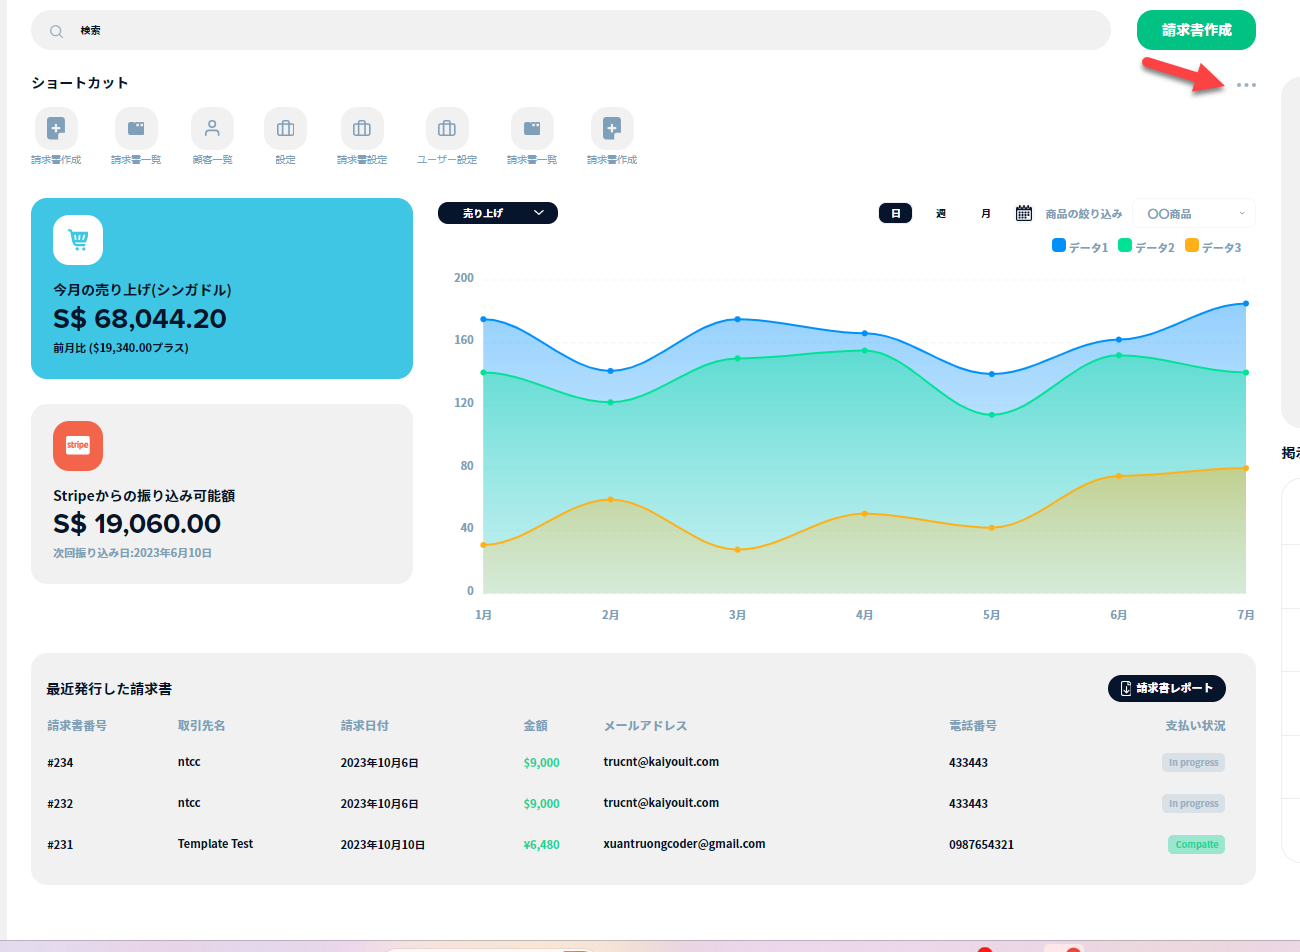 検索
請求書作成
ショートカット
請求書作成
請求書一覧
顧客一覧
設定
請求書設定
ユーザー設定
請求書一覧
請求書作成
今月の売り上げ(シンガドル)
S$ 68,044.20
前月比 ($19,340.00プラス)
stripe
Stripeからの振り込み可能額
S$ 19,060.00
次回振り込み日:2023年6月10日
売り上げ
日 週 月 商品の絞り込み 〇〇商品
データ1 データ2 データ3
200
160
120
80
40
0
1月 2月 3月 4月 5月 6月 7月
最近発行した請求書
請求書レポート
請求書番号 取引先名 請求日付 金額 メールアドレス 電話番号 支払い状況
#234 ntcc 2023年10月6日 $9,000 trucnt@kaiyouit.com 433443 In progress
#232 ntcc 2023年10月6日 $9,000 trucnt@kaiyouit.com 433443 In progress
#231 Template Test 2023年10月10日 ¥6,480 xuantruongcoder@gmail.com 0987654321 Compalte